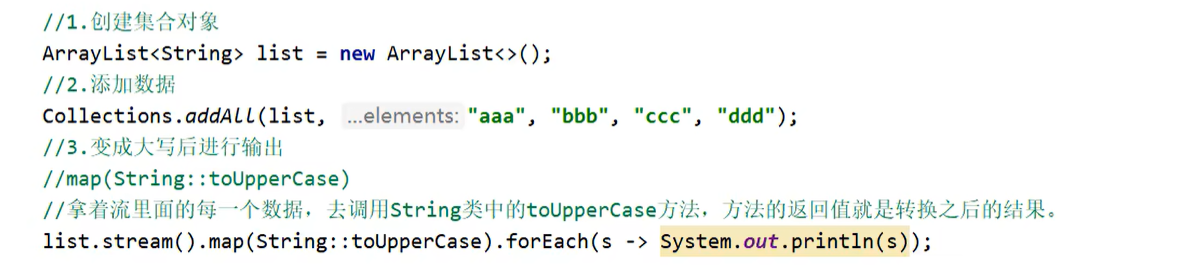 //1.创建集合对象
ArrayList<String> list = new ArrayList<>();
//2.添加数据
Collections.addAll(list, ...elements: "aaa", "bbb", "ccc", "ddd");
//3.变成大写后进行输出
//map(String::toUpperCase)
//拿着流里面的每一个数据，去调用String类中的toUpperCase方法，方法的返回值就是转换之后的结果。
list.stream().map(String::toUpperCase).forEach(s -> System.out.println(s));